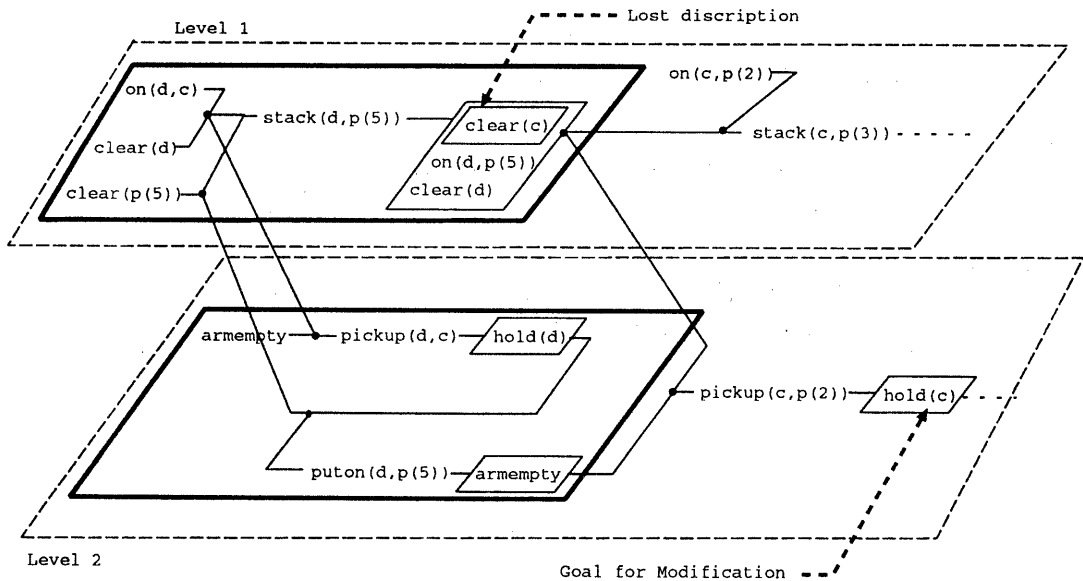 Lost discription
Level 1
on(d,c)
on(c,p(2))
stack(d,p(5))
clear(c)
stack(c,p(3))
clear(d)
on(d,p(5))
clear(p(5))
clear(d)
armempty
pickup(d,c)
hold(d)
pickup(c,p(2))
hold(c)
puton(d,p(5))
armempty
Level 2
Goal for Modification